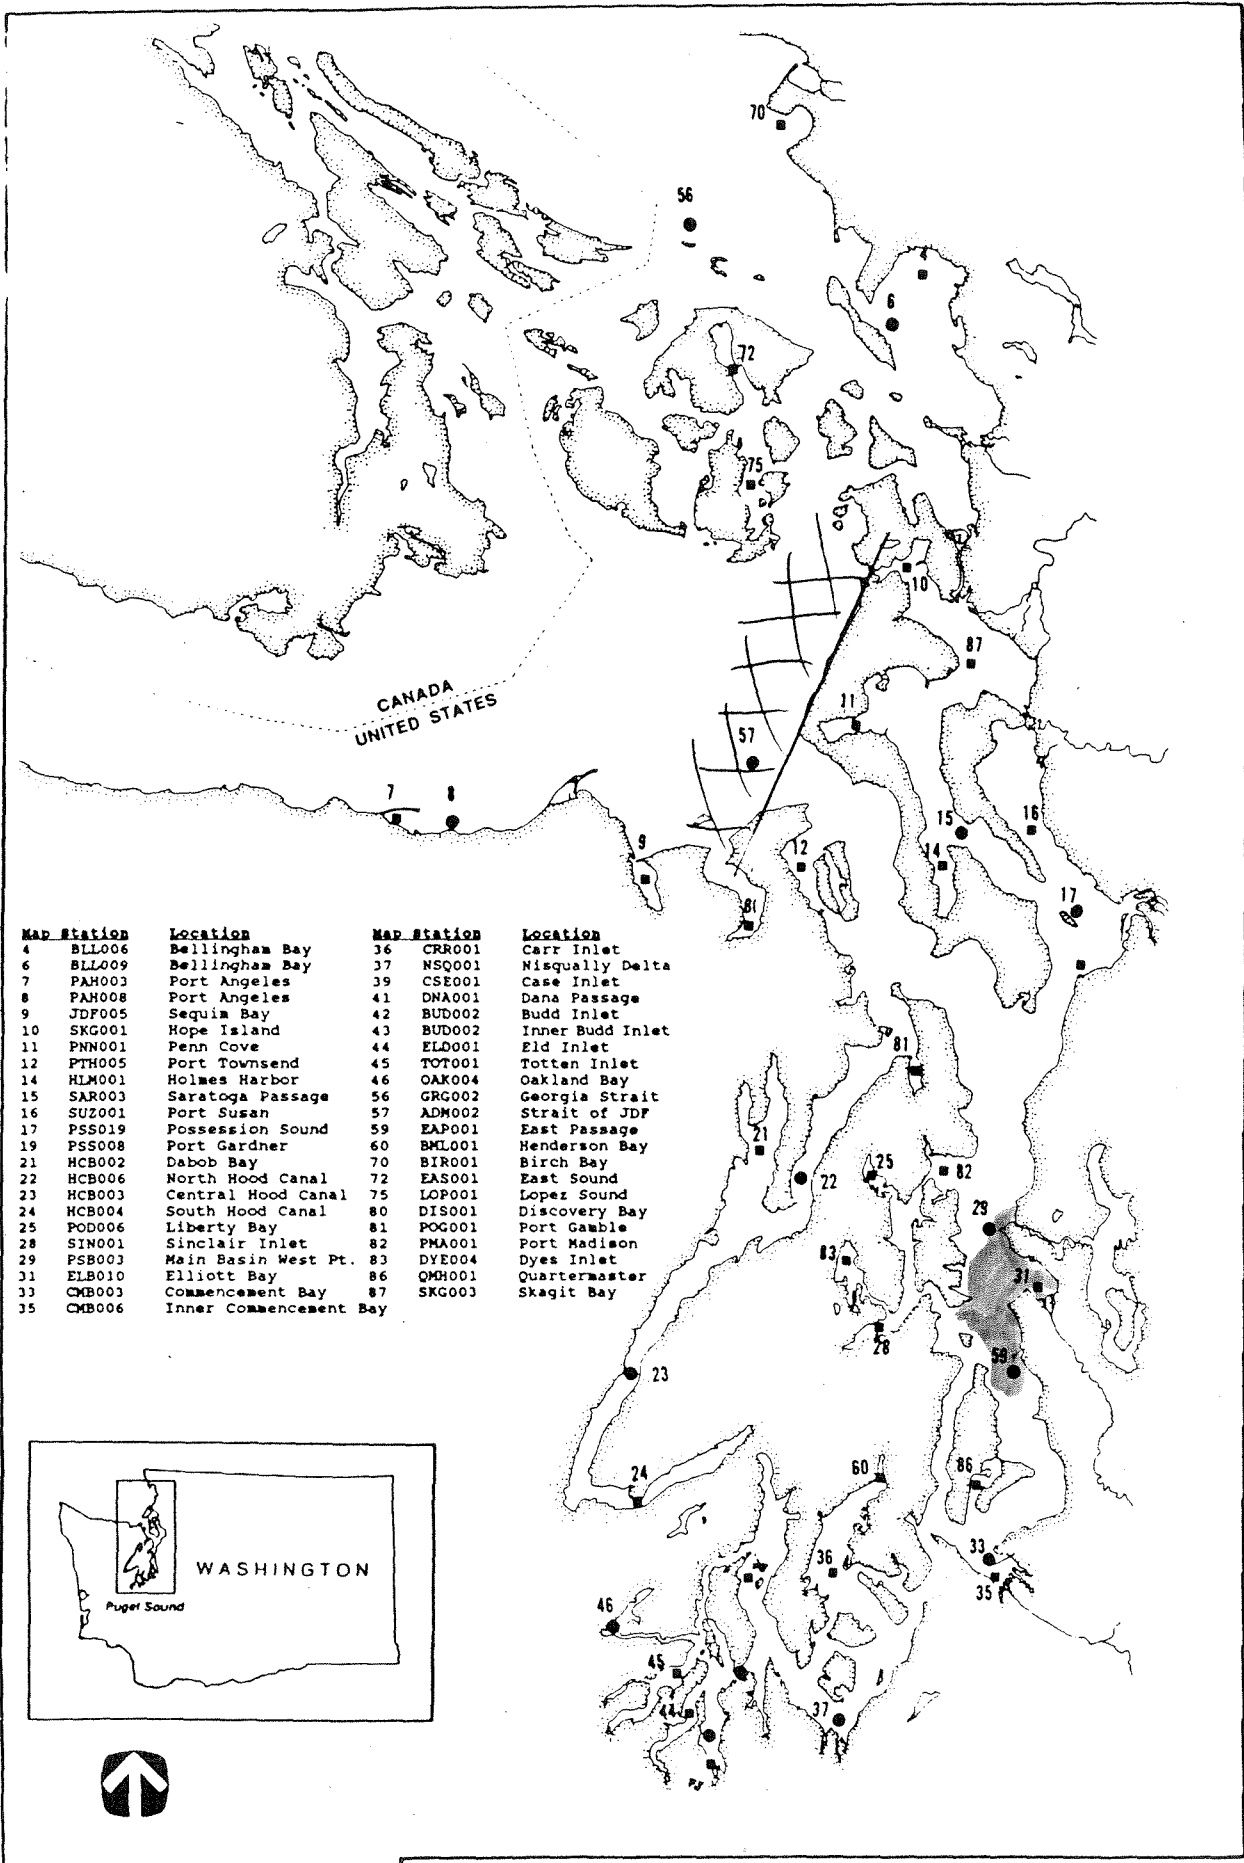 70
56
4
6
72
75
10
87
CANADA
UNITED STATES
11
57
7
8
9
12
15
16
14
17
80
Map Station Location Map Station Location
4 BLL006 Bellingham Bay 36 CRR001 Carr Inlet
6 BLL009 Bellingham Bay 37 NSQ001 Nisqually Delta
7 PAH003 Port Angeles 39 CSE001 Case Inlet
8 PAH008 Port Angeles 41 DNA001 Dana Passage
9 JDF005 Sequim Bay 42 BUD002 Budd Inlet
10 SKG001 Hope Island 43 BUD002 Inner Budd Inlet
11 PNN001 Penn Cove 44 ELD001 Eld Inlet
12 PTH005 Port Townsend 45 TOT001 Totten Inlet
14 HLM001 Holmes Harbor 46 OAK004 Oakland Bay
15 SAR003 Saratoga Passage 56 GRG002 Georgia Strait
16 SUZ001 Port Susan 57 ADM002 Strait of JDF
17 PSS019 Possession Sound 59 EAP001 East Passage
19 PSS008 Port Gardner 60 BML001 Henderson Bay
21 HCB002 Dabob Bay 70 BIR001 Birch Bay
22 HCB006 North Hood Canal 72 EAS001 East Sound
23 HCB003 Central Hood Canal 75 LOP001 Lopez Sound
24 HCB004 South Hood Canal 80 DIS001 Discovery Bay
25 POD006 Liberty Bay 81 POG001 Port Gamble
28 SIN001 Sinclair Inlet 82 PMA001 Port Madison
29 PSB003 Main Basin West Pt. 83 DYE004 Dyes Inlet
31 ELB010 Elliott Bay 86 QMH001 Quartermaster
33 CMB003 Commencement Bay 87 SKG003 Skagit Bay
35 CMB006 Inner Commencement Bay
81
21
22
25
82
29
83
31
28
59
23
24
60
86
33
36
35
46
45
44
37
WASHINGTON
Puget Sound